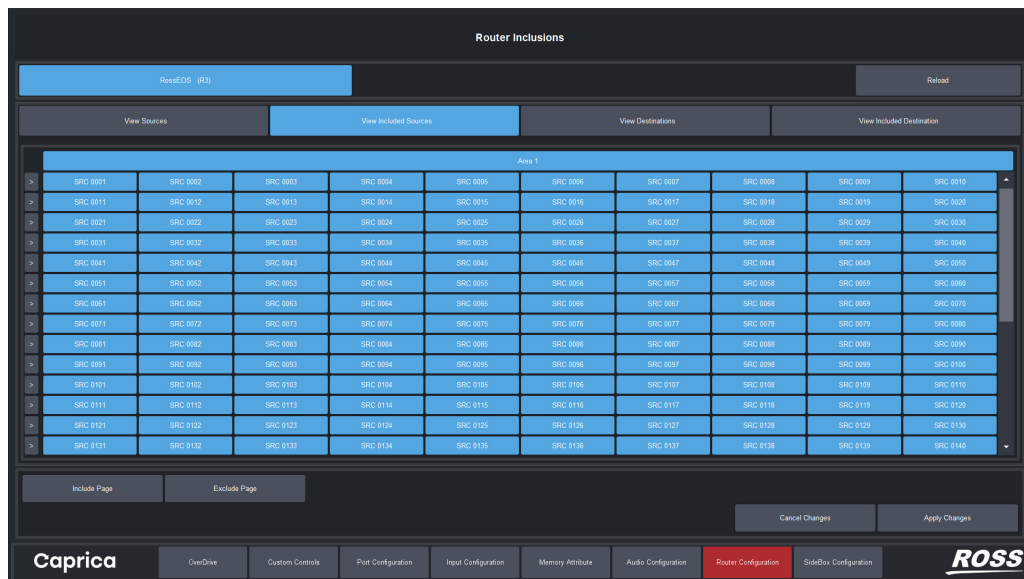 Router Inclusions
RossEOS (R3) Reload
View Sources View Included Sources View Destinations View Included Destination
Area 1
> SRC 0001 SRC 0002 SRC 0003 SRC 0004 SRC 0005 SRC 0006 SRC 0007 SRC 0008 SRC 0009 SRC 0010
> SRC 0011 SRC 0012 SRC 0013 SRC 0014 SRC 0015 SRC 0016 SRC 0017 SRC 0018 SRC 0019 SRC 0020
> SRC 0021 SRC 0022 SRC 0023 SRC 0024 SRC 0025 SRC 0026 SRC 0027 SRC 0028 SRC 0029 SRC 0030
> SRC 0031 SRC 0032 SRC 0033 SRC 0034 SRC 0035 SRC 0036 SRC 0037 SRC 0038 SRC 0039 SRC 0040
> SRC 0041 SRC 0042 SRC 0043 SRC 0044 SRC 0045 SRC 0046 SRC 0047 SRC 0048 SRC 0049 SRC 0050
> SRC 0051 SRC 0052 SRC 0053 SRC 0054 SRC 0055 SRC 0056 SRC 0057 SRC 0058 SRC 0059 SRC 0060
> SRC 0061 SRC 0062 SRC 0063 SRC 0064 SRC 0065 SRC 0066 SRC 0067 SRC 0068 SRC 0069 SRC 0070
> SRC 0071 SRC 0072 SRC 0073 SRC 0074 SRC 0075 SRC 0076 SRC 0077 SRC 0078 SRC 0079 SRC 0080
> SRC 0081 SRC 0082 SRC 0083 SRC 0084 SRC 0085 SRC 0086 SRC 0087 SRC 0088 SRC 0089 SRC 0090
> SRC 0091 SRC 0092 SRC 0093 SRC 0094 SRC 0095 SRC 0096 SRC 0097 SRC 0098 SRC 0099 SRC 0100
> SRC 0101 SRC 0102 SRC 0103 SRC 0104 SRC 0105 SRC 0106 SRC 0107 SRC 0108 SRC 0109 SRC 0110
> SRC 0111 SRC 0112 SRC 0113 SRC 0114 SRC 0115 SRC 0116 SRC 0117 SRC 0118 SRC 0119 SRC 0120
> SRC 0121 SRC 0122 SRC 0123 SRC 0124 SRC 0125 SRC 0126 SRC 0127 SRC 0128 SRC 0129 SRC 0130
> SRC 0131 SRC 0132 SRC 0133 SRC 0134 SRC 0135 SRC 0136 SRC 0137 SRC 0138 SRC 0139 SRC 0140
Include Page Exclude Page
Cancel Changes Apply Changes
Caprica OverDrive Custom Controls Port Configuration Input Configuration Memory Attribute Audio Configuration Router Configuration SideBox Configuration ROSS